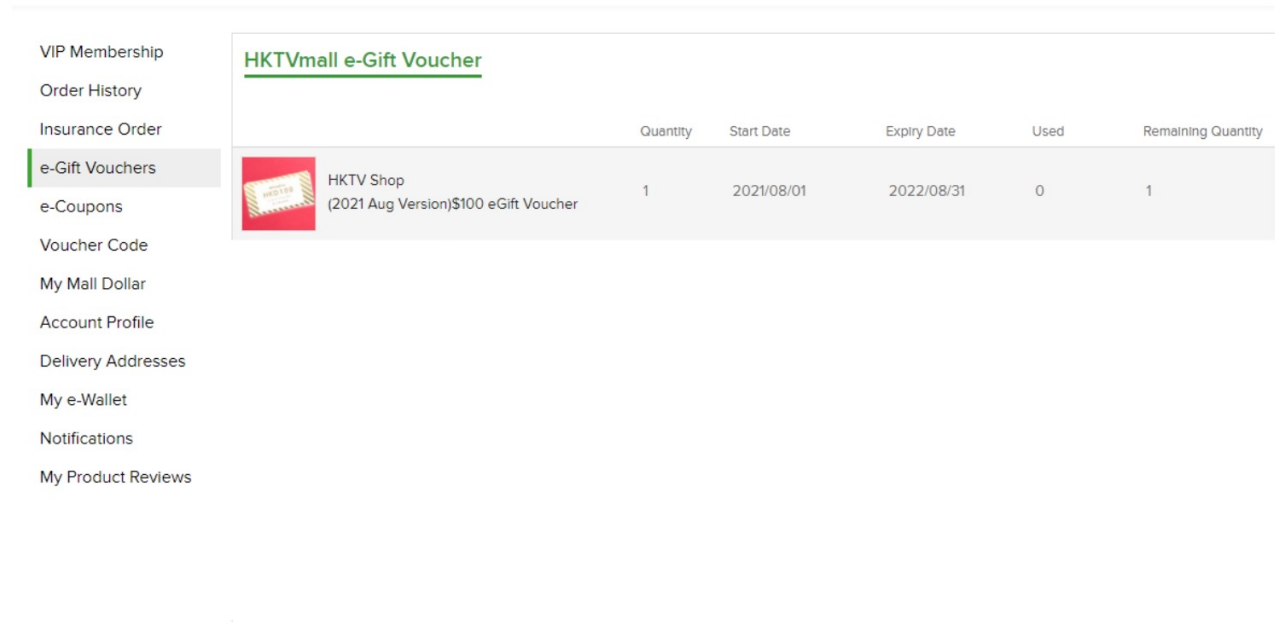 VIP Membership
Order History
Insurance Order
e-Gift Vouchers
e-Coupons
Voucher Code
My Mall Dollar
Account Profile
Delivery Addresses
My e-Wallet
Notifications
My Product Reviews
HKTVmall e-Gift Voucher
Quantity Start Date Expiry Date Used Remaining Quantity
HKD100
HKTV Shop
(2021 Aug Version)$100 eGift Voucher
1 2021/08/01 2022/08/31 0 1